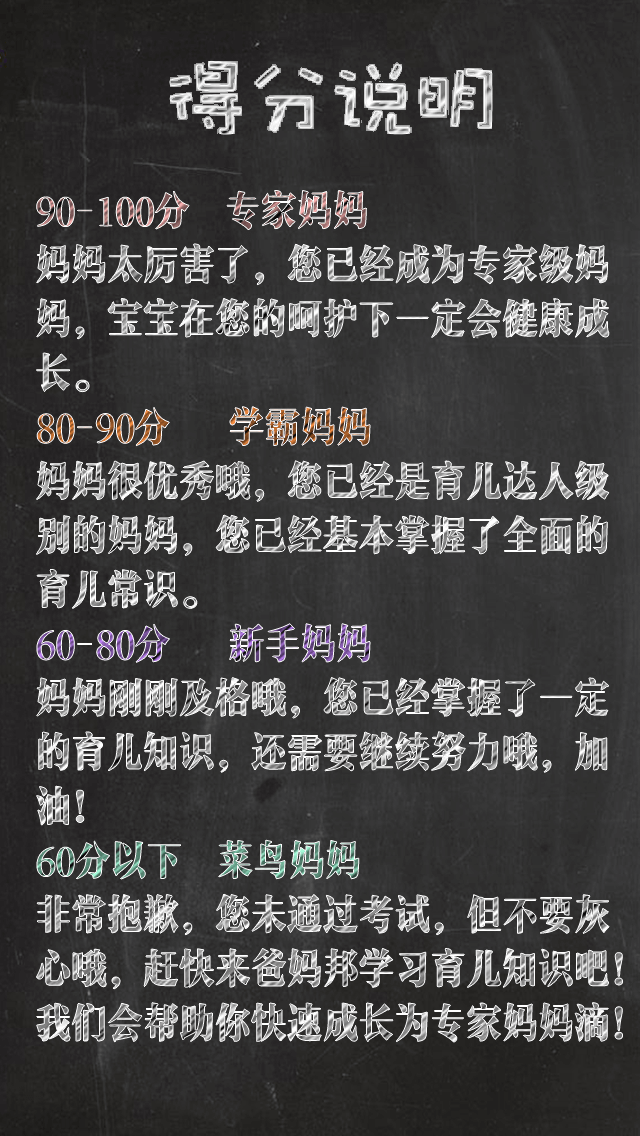 得分说明
90-100分 专家妈妈
妈妈太厉害了，您已经成为专家级妈
妈，宝宝在您的呵护下一定会健康成
长。
80-90分 学霸妈妈
妈妈很优秀哦，您已经是育儿达人级
别的妈妈，您已经基本掌握了全面的
育儿常识。
60-80分 新手妈妈
妈妈刚刚及格哦，您已经掌握了一定
的育儿知识，还需要继续努力哦，加
油！
60分以下 菜鸟妈妈
非常抱歉，您未通过考试，但不要灰
心哦，赶快来爸妈邦学习育儿知识吧！
我们会帮助你快速成长为专家妈妈滴！